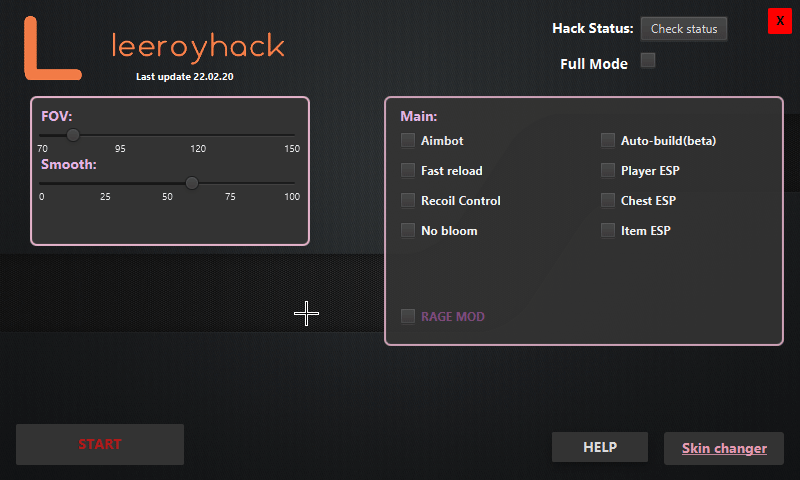 leeroyhack
Last update 22.02.20
Hack Status: Check status
Full Mode
X
FOV:
70 95 120 150
Smooth:
0 25 50 75 100
Main:
Aimbot Auto-build(beta)
Fast reload Player ESP
Recoil Control Chest ESP
No bloom Item ESP
RAGE MOD
START
HELP
Skin changer